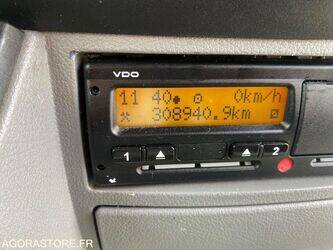 VDO
11 40 0km/h
308940.9km
1 2
AGORASTORE.FR